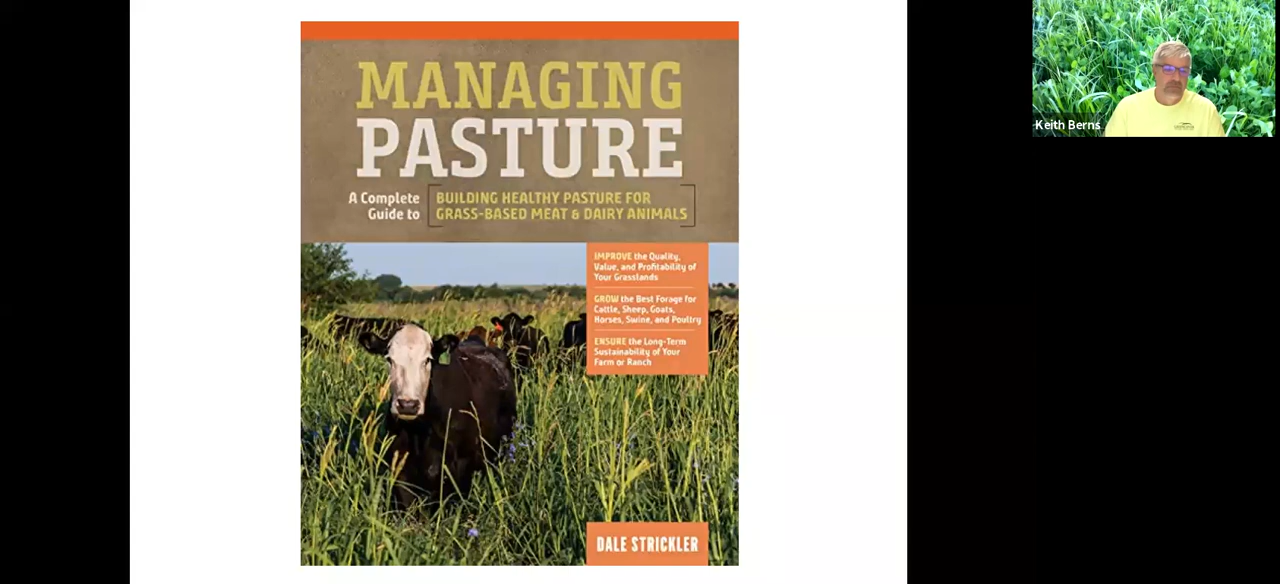 MANAGING
PASTURE
A Complete
Guide to
BUILDING HEALTHY PASTURE FOR
GRASS-BASED MEAT & DAIRY ANIMALS
IMPROVE the Quality,
Value, and Profitability of
Your Grasslands
GROW the Best Forage for
Cattle, Sheep, Goats,
Horses, Swine, and Poultry
ENSURE the Long-Term
Sustainability of Your
Farm or Ranch
DALE STRICKLER
Keith Berns